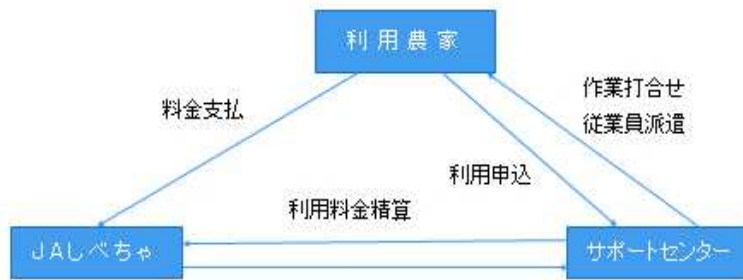 利用農家
作業打合せ
従業員派遣
料金支払
利用申込
利用料金精算
JAしべちゃ
サポートセンター